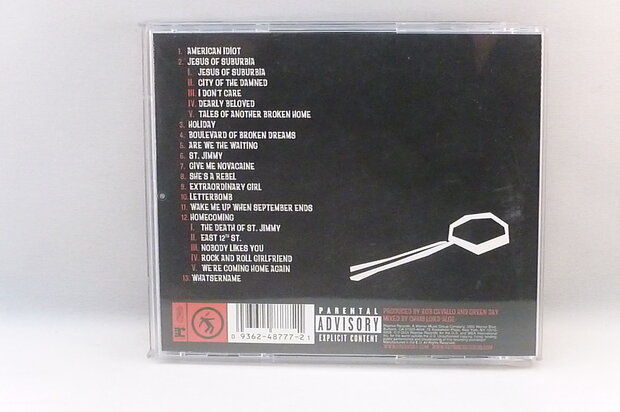 1. AMERICAN IDIOT
2. JESUS OF SUBURBIA
I. JESUS OF SUBURBIA
II. CITY OF THE DAMNED
III. I DON'T CARE
IV. DEARLY BELOVED
V. TALES OF ANOTHER BROKEN HOME
3. HOLIDAY
4. BOULEVARD OF BROKEN DREAMS
5. ARE WE THE WAITING
6. ST. JIMMY
7. GIVE ME NOVACAINE
8. SHE'S A REBEL
9. EXTRAORDINARY GIRL
10. LETTERBOMB
11. WAKE ME UP WHEN SEPTEMBER ENDS
12. HOMECOMING
I. THE DEATH OF ST. JIMMY
II. EAST 12TH ST.
III. NOBODY LIKES YOU
IV. ROCK AND ROLL GIRLFRIEND
V. WE'RE COMING HOME AGAIN
13. WHATSERNAME
0 9362-48777-2
PARENTAL
ADVISORY
EXPLICIT CONTENT
PRODUCED BY ROB CAVALLO AND GREEN DAY
MIXED BY CHRIS LORD-ALGE